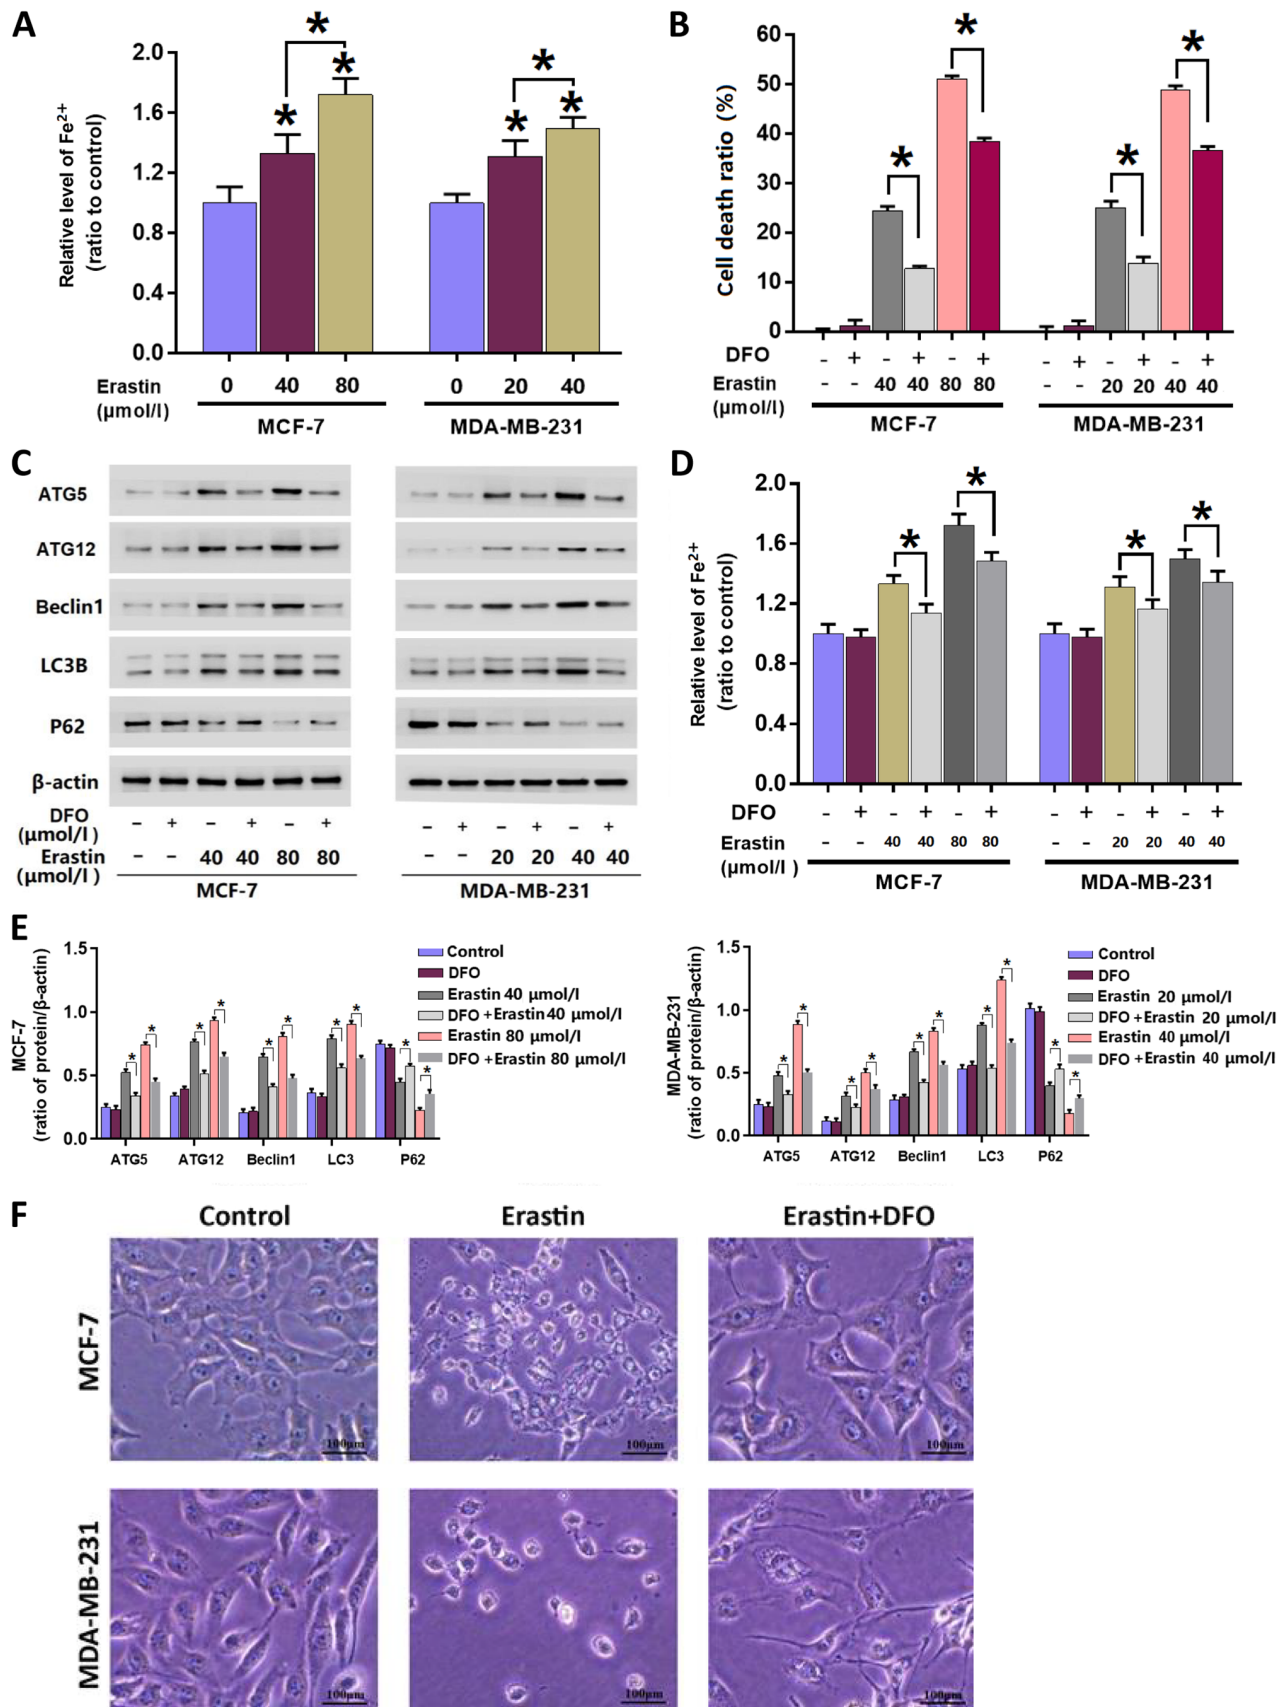 A
2.0
1.6
1.2
0.8
0.4
0.0
Relative level of Fe²⁺
(ratio to control)
*
*
*
*
*
*
Erastin
(μmol/l)
0 40 80 0 20 40
MCF-7 MDA-MB-231
B
60
50
40
30
20
10
0
Cell death ratio (%)
*
*
*
*
DFO - + - + - + - + - + - +
Erastin
(μmol/l)
- - 40 40 80 80 - - 20 20 40 40
MCF-7 MDA-MB-231
C
ATG5
ATG12
Beclin1
LC3B
P62
β-actin
DFO
(μmol/l )
- + - + - + - + - + - +
Erastin
(μmol/l )
- - 40 40 80 80 - - 20 20 40 40
MCF-7 MDA-MB-231
D
2.0
1.6
1.2
0.8
0.4
0.0
Relative level of Fe²⁺
(ratio to control)
*
*
*
*
DFO - + - + - + - + - + - +
Erastin
(μmol/l )
- - 40 40 80 80 - - 20 20 40 40
MCF-7 MDA-MB-231
E
1.5
1.0
0.5
0.0
MCF-7
(ratio of protein/β-actin)
* * * * * * * * * *
ATG5 ATG12 Beclin1 LC3 P62
Control
DFO
Erastin 40 μmol/l
DFO +Erastin 40 μmol/l
Erastin 80 μmol/l
DFO +Erastin 80 μmol/l
1.5
1.0
0.5
0.0
MDA-MB-231
(ratio of protein/β-actin)
* * * * * * * * * *
ATG5 ATG12 Beclin1 LC3 P62
Control
DFO
Erastin 20 μmol/l
DFO +Erastin 20 μmol/l
Erastin 40 μmol/l
DFO +Erastin 40 μmol/l
F
Control Erastin Erastin+DFO
MCF-7
100μm 100μm 100μm
MDA-MB-231
100μm 100μm 100μm